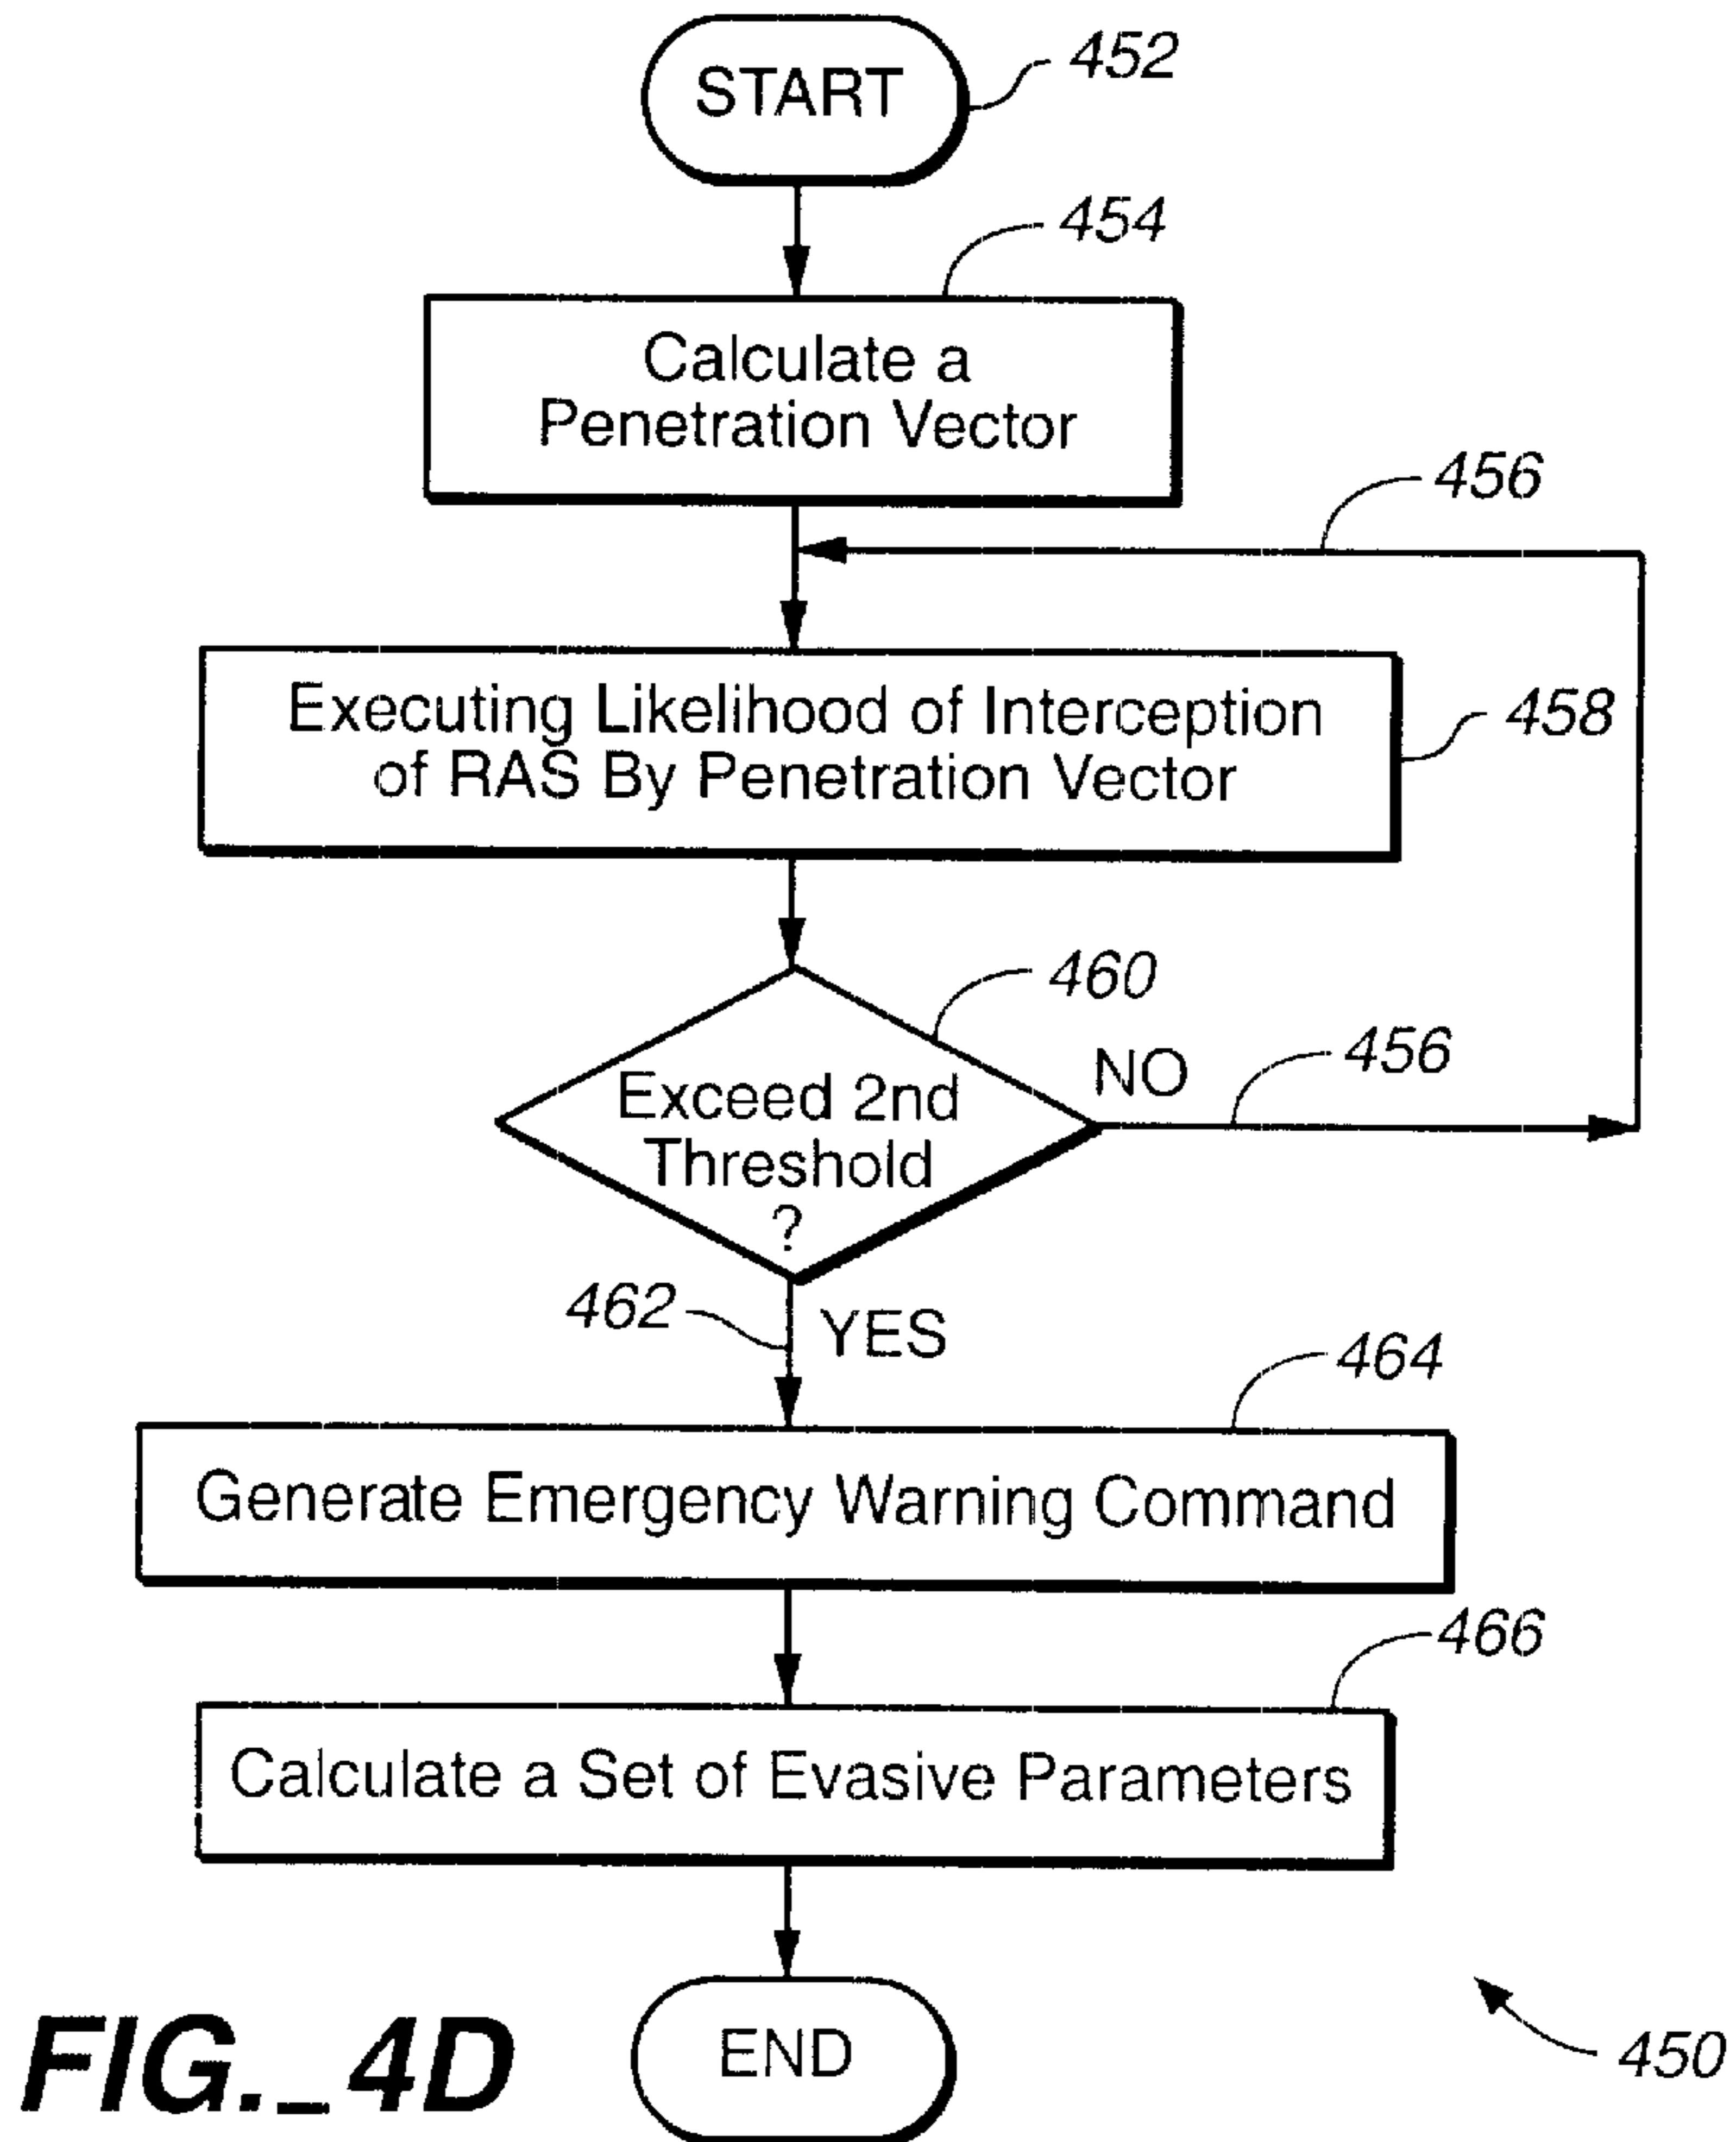 START
452
454
Calculate a
Penetration Vector
456
Executing Likelihood of Interception
of RAS By Penetration Vector
458
460
Exceed 2nd
Threshold
?
NO
456
462
YES
464
Generate Emergency Warning Command
466
Calculate a Set of Evasive Parameters
END
450
FIG._4D